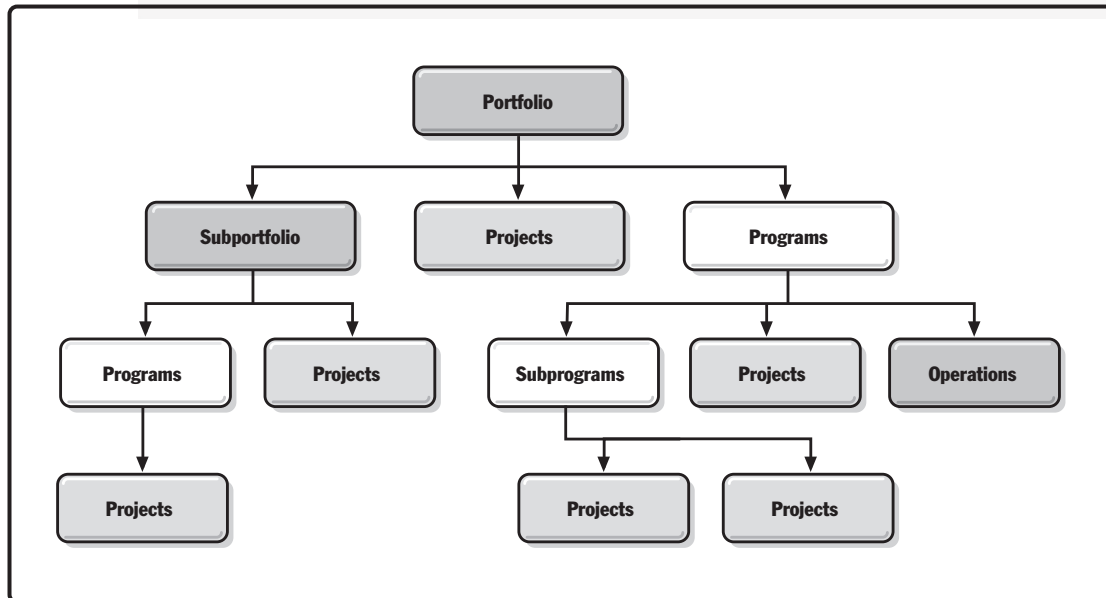 Portfolio
Subportfolio
Projects
Programs
Programs
Projects
Subprograms
Projects
Operations
Projects
Projects
Projects